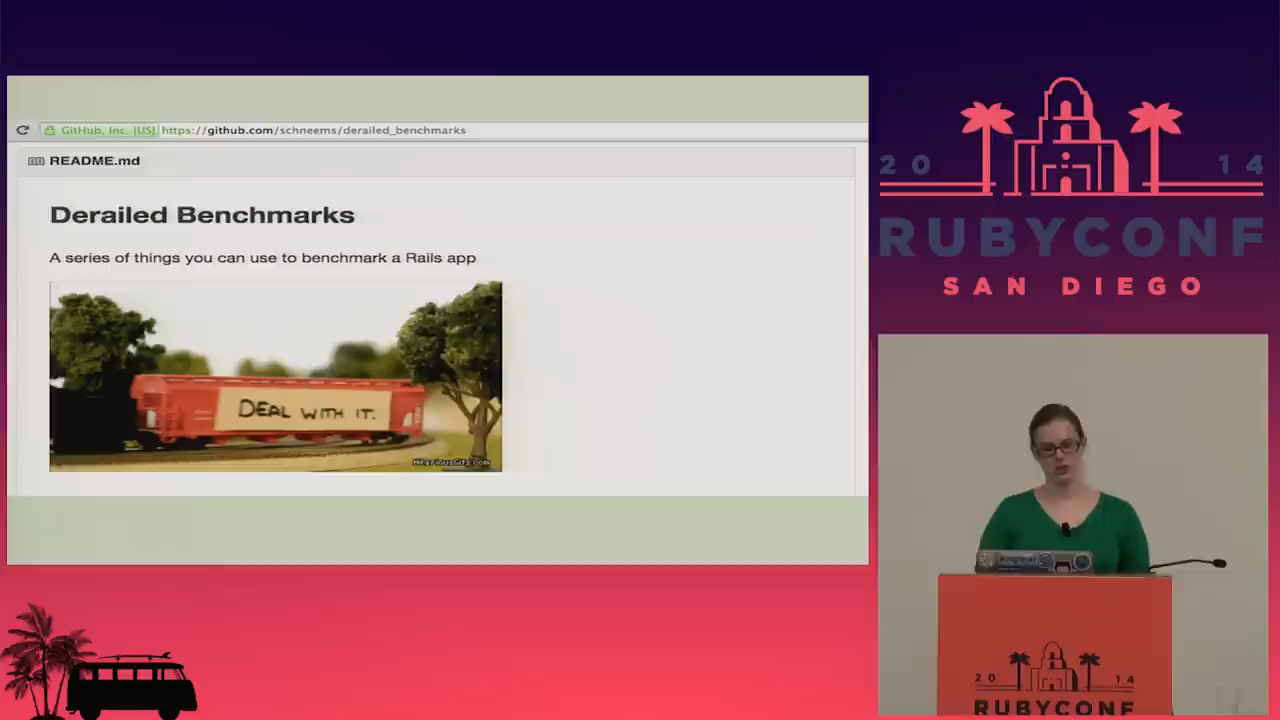 GitHub, Inc. [US] https://github.com/schneems/derailed_benchmarks
README.md
Derailed Benchmarks
A series of things you can use to benchmark a Rails app
DEAL WITH IT.
20 14
RUBYCONF
SAN DIEGO
20 14
RUBYCONF